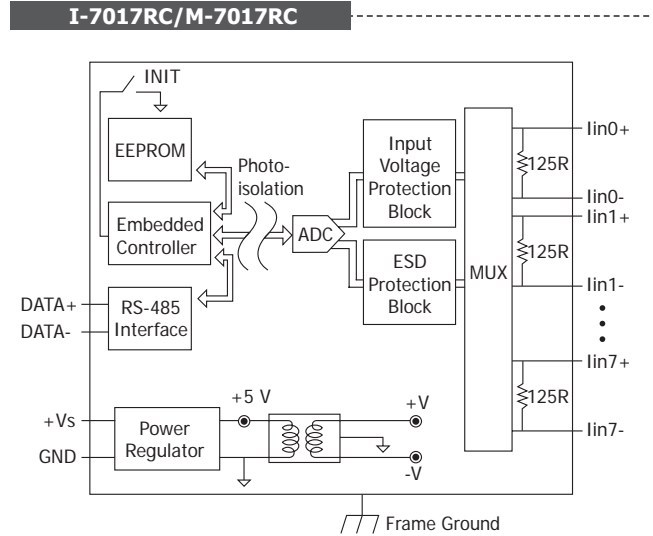 I-7017RC/M-7017RC
INIT
EEPROM
Photo-
isolation
Embedded
Controller
ADC
Input
Voltage
Protection
Block
ESD
Protection
Block
MUX
Iin0+
125R
Iin0-
Iin1+
125R
Iin1-
Iin7+
125R
Iin7-
DATA+
DATA-
RS-485
Interface
+5 V
+V
+Vs
GND
Power
Regulator
-V
Frame Ground